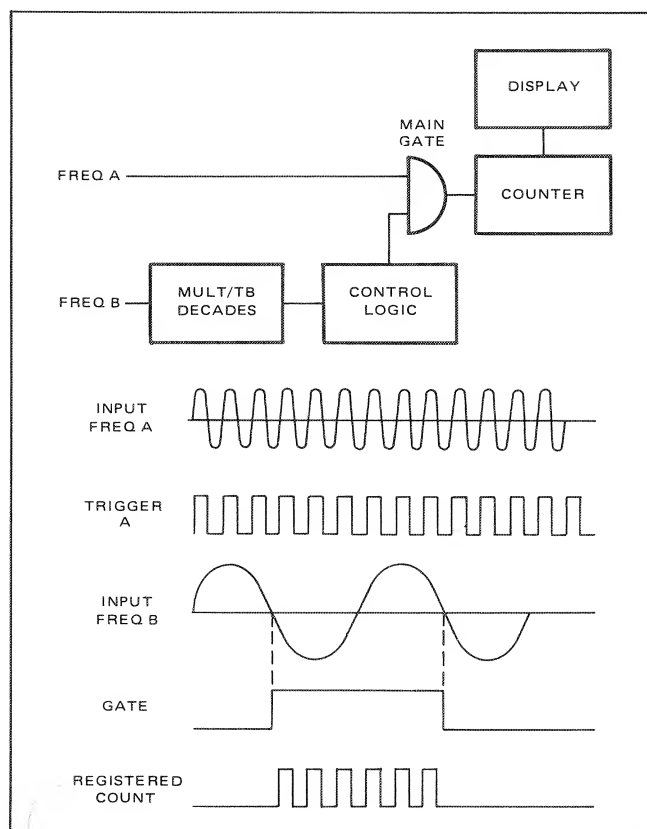 DISPLAY
MAIN
GATE
FREQ A
COUNTER
FREQ B
MULT/TB
DECADES
CONTROL
LOGIC
INPUT
FREQ A
TRIGGER
A
INPUT
FREQ B
GATE
REGISTERED
COUNT